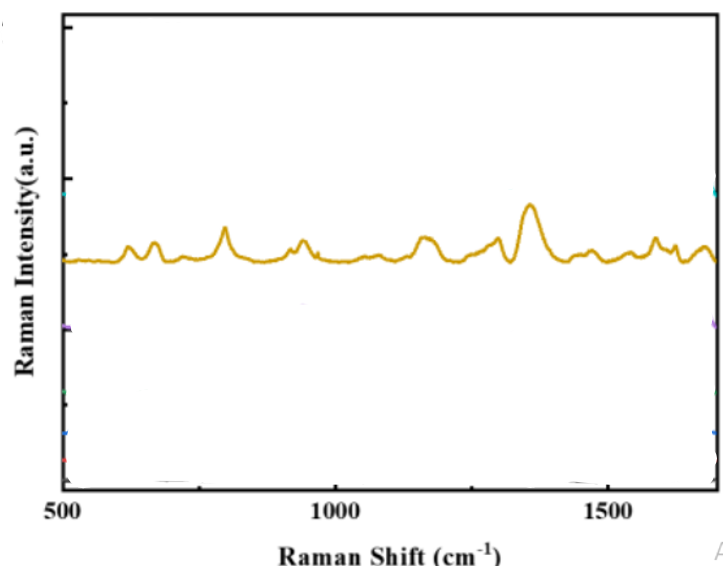 Raman Intensity(a.u.)
500
1000
1500
Raman Shift (cm⁻¹)
A